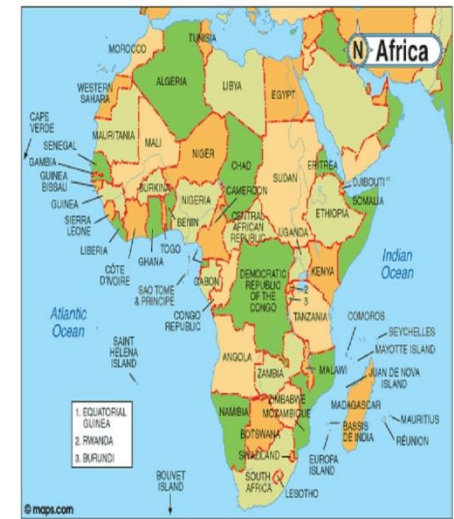 N Africa
TUNISIA
MOROCCO
ALGERIA
LIBYA
EGYPT
WESTERN
SAHARA
CAPE
VERDE
MAURITANIA
MALI
NIGER
CHAD
SUDAN
ERITREA
DJIBOUTI
SENEGAL
GAMBIA
GUINEA
BISSAU
GUINEA
BURKINA
NIGERIA
BENIN
CAMEROON
CENTRAL
AFRICAN
REPUBLIC
ETHIOPIA
SOMALIA
SIERRA
LEONE
LIBERIA
CÔTE
D'IVOIRE
GHANA
TOGO
SAO TOME
& PRINCIPE
GABON
CONGO
REPUBLIC
DEMOCRATIC
REPUBLIC
OF THE
CONGO
UGANDA
KENYA
1
2
3
TANZANIA
Indian
Ocean
Atlantic
Ocean
SAINT
HELENA
ISLAND
COMOROS
SEYCHELLES
MAYOTTE ISLAND
JUAN DE NOVA
ISLAND
ANGOLA
ZAMBIA
MALAWI
ZIMBABWE
MOZAMBIQUE
MADAGASCAR
MAURITIUS
RÉUNION
BASSIS
DE INDIA
EUROPA
ISLAND
NAMIBIA
BOTSWANA
SWAZILAND
SOUTH
AFRICA
LESOTHO
BOUVET
ISLAND
1. EQUATORIAL
GUINEA
2. RWANDA
3. BURUNDI
© maps.com